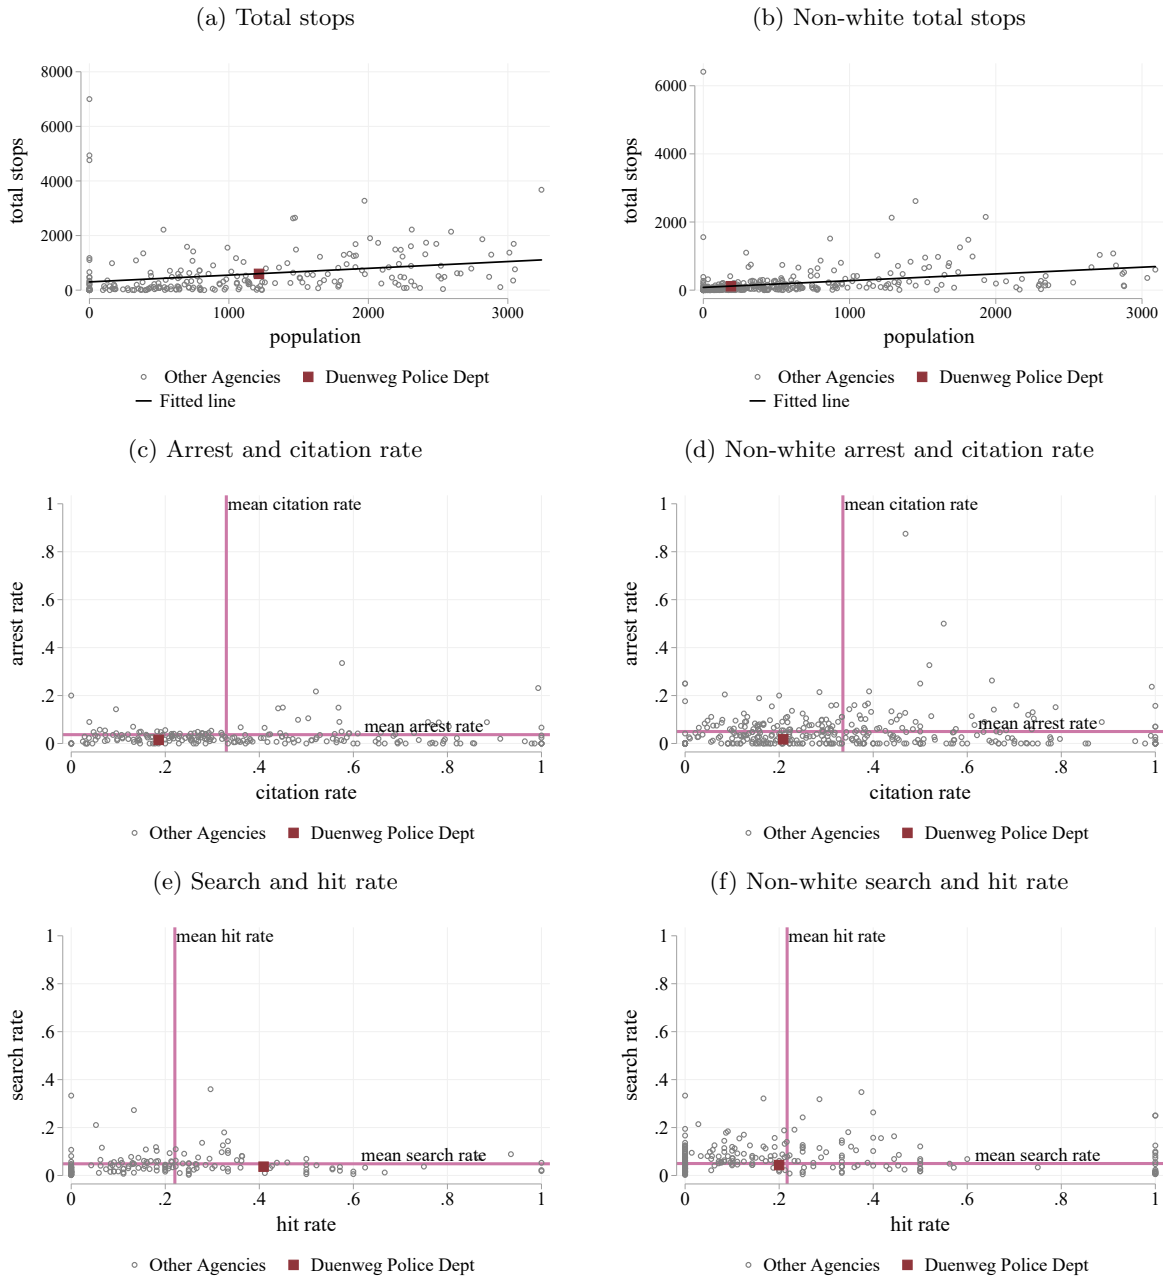 (a) Total stops
8000
6000
4000
2000
0
total stops
0 1000 2000 3000
population
Other Agencies Duenweg Police Dept
Fitted line
(b) Non-white total stops
6000
4000
2000
0
total stops
0 1000 2000 3000
population
Other Agencies Duenweg Police Dept
Fitted line
(c) Arrest and citation rate
1
.8
.6
.4
.2
0
arrest rate
mean citation rate
mean arrest rate
0 .2 .4 .6 .8 1
citation rate
Other Agencies Duenweg Police Dept
(d) Non-white arrest and citation rate
1
.8
.6
.4
.2
0
arrest rate
mean citation rate
mean arrest rate
0 .2 .4 .6 .8 1
citation rate
Other Agencies Duenweg Police Dept
(e) Search and hit rate
1
.8
.6
.4
.2
0
search rate
mean hit rate
mean search rate
0 .2 .4 .6 .8 1
hit rate
Other Agencies Duenweg Police Dept
(f) Non-white search and hit rate
1
.8
.6
.4
.2
0
search rate
mean hit rate
mean search rate
0 .2 .4 .6 .8 1
hit rate
Other Agencies Duenweg Police Dept